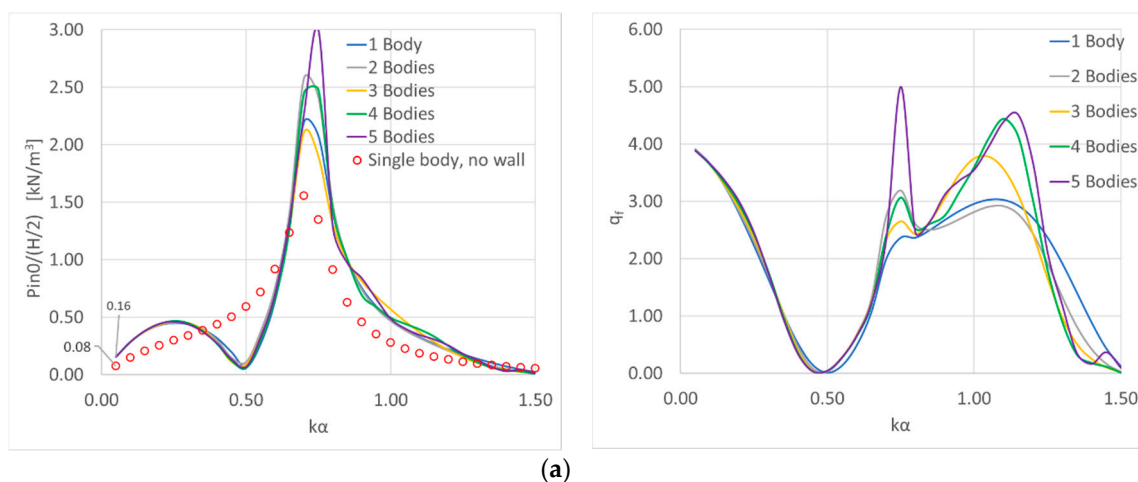 3.00
2.50
2.00
1.50
1.00
0.50
0.00
Pin0/(H/2) [kN/m³]
0.16
0.08
1 Body
2 Bodies
3 Bodies
4 Bodies
5 Bodies
Single body, no wall
0.00 0.50 1.00 1.50
kα
6.00
5.00
4.00
3.00
2.00
1.00
0.00
qf
1 Body
2 Bodies
3 Bodies
4 Bodies
5 Bodies
0.00 0.50 1.00 1.50
kα
(a)